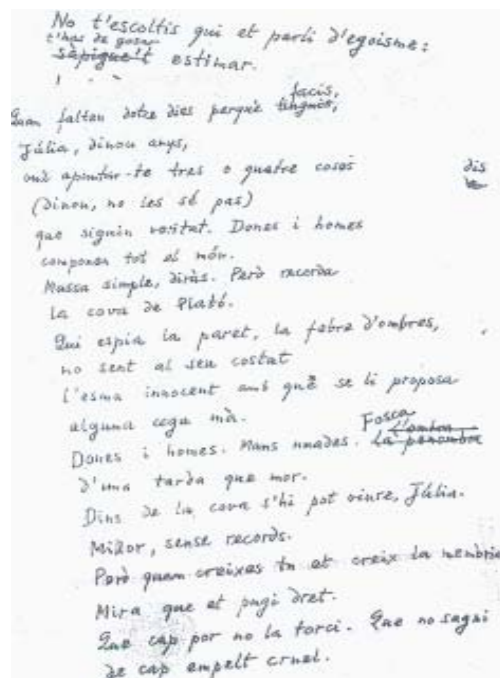 No t'escoltis qui et parli d'egoisme:
t'has de gosar
sàpigue't estimar.
facis,
Quan falten dotze dies perquè tinguis,
Júlia, dinou anys,
vull apuntar-te tres o quatre coses
dis
(dinou, no les sé pas)
que siguin veritat. Dones i homes
componen tot el món.
Massa simple, diràs. Però recorda
la cova de Plató.
Qui espia la paret, la febre d'ombres,
no sent al seu costat
l'esma innocent amb què se li proposa
alguna cega mà.
Fosca
L'ombra
Dones i homes. Mans nuades. La penombra
d'una tarda que mor.
Dins de la cova s'hi pot viure, Júlia.
Millor, sense records.
Però quan creixes tu et creix la memòria
Mira que et pugi dret.
Que cap por no la torci. Que no sagni
de cap empelt cruel.